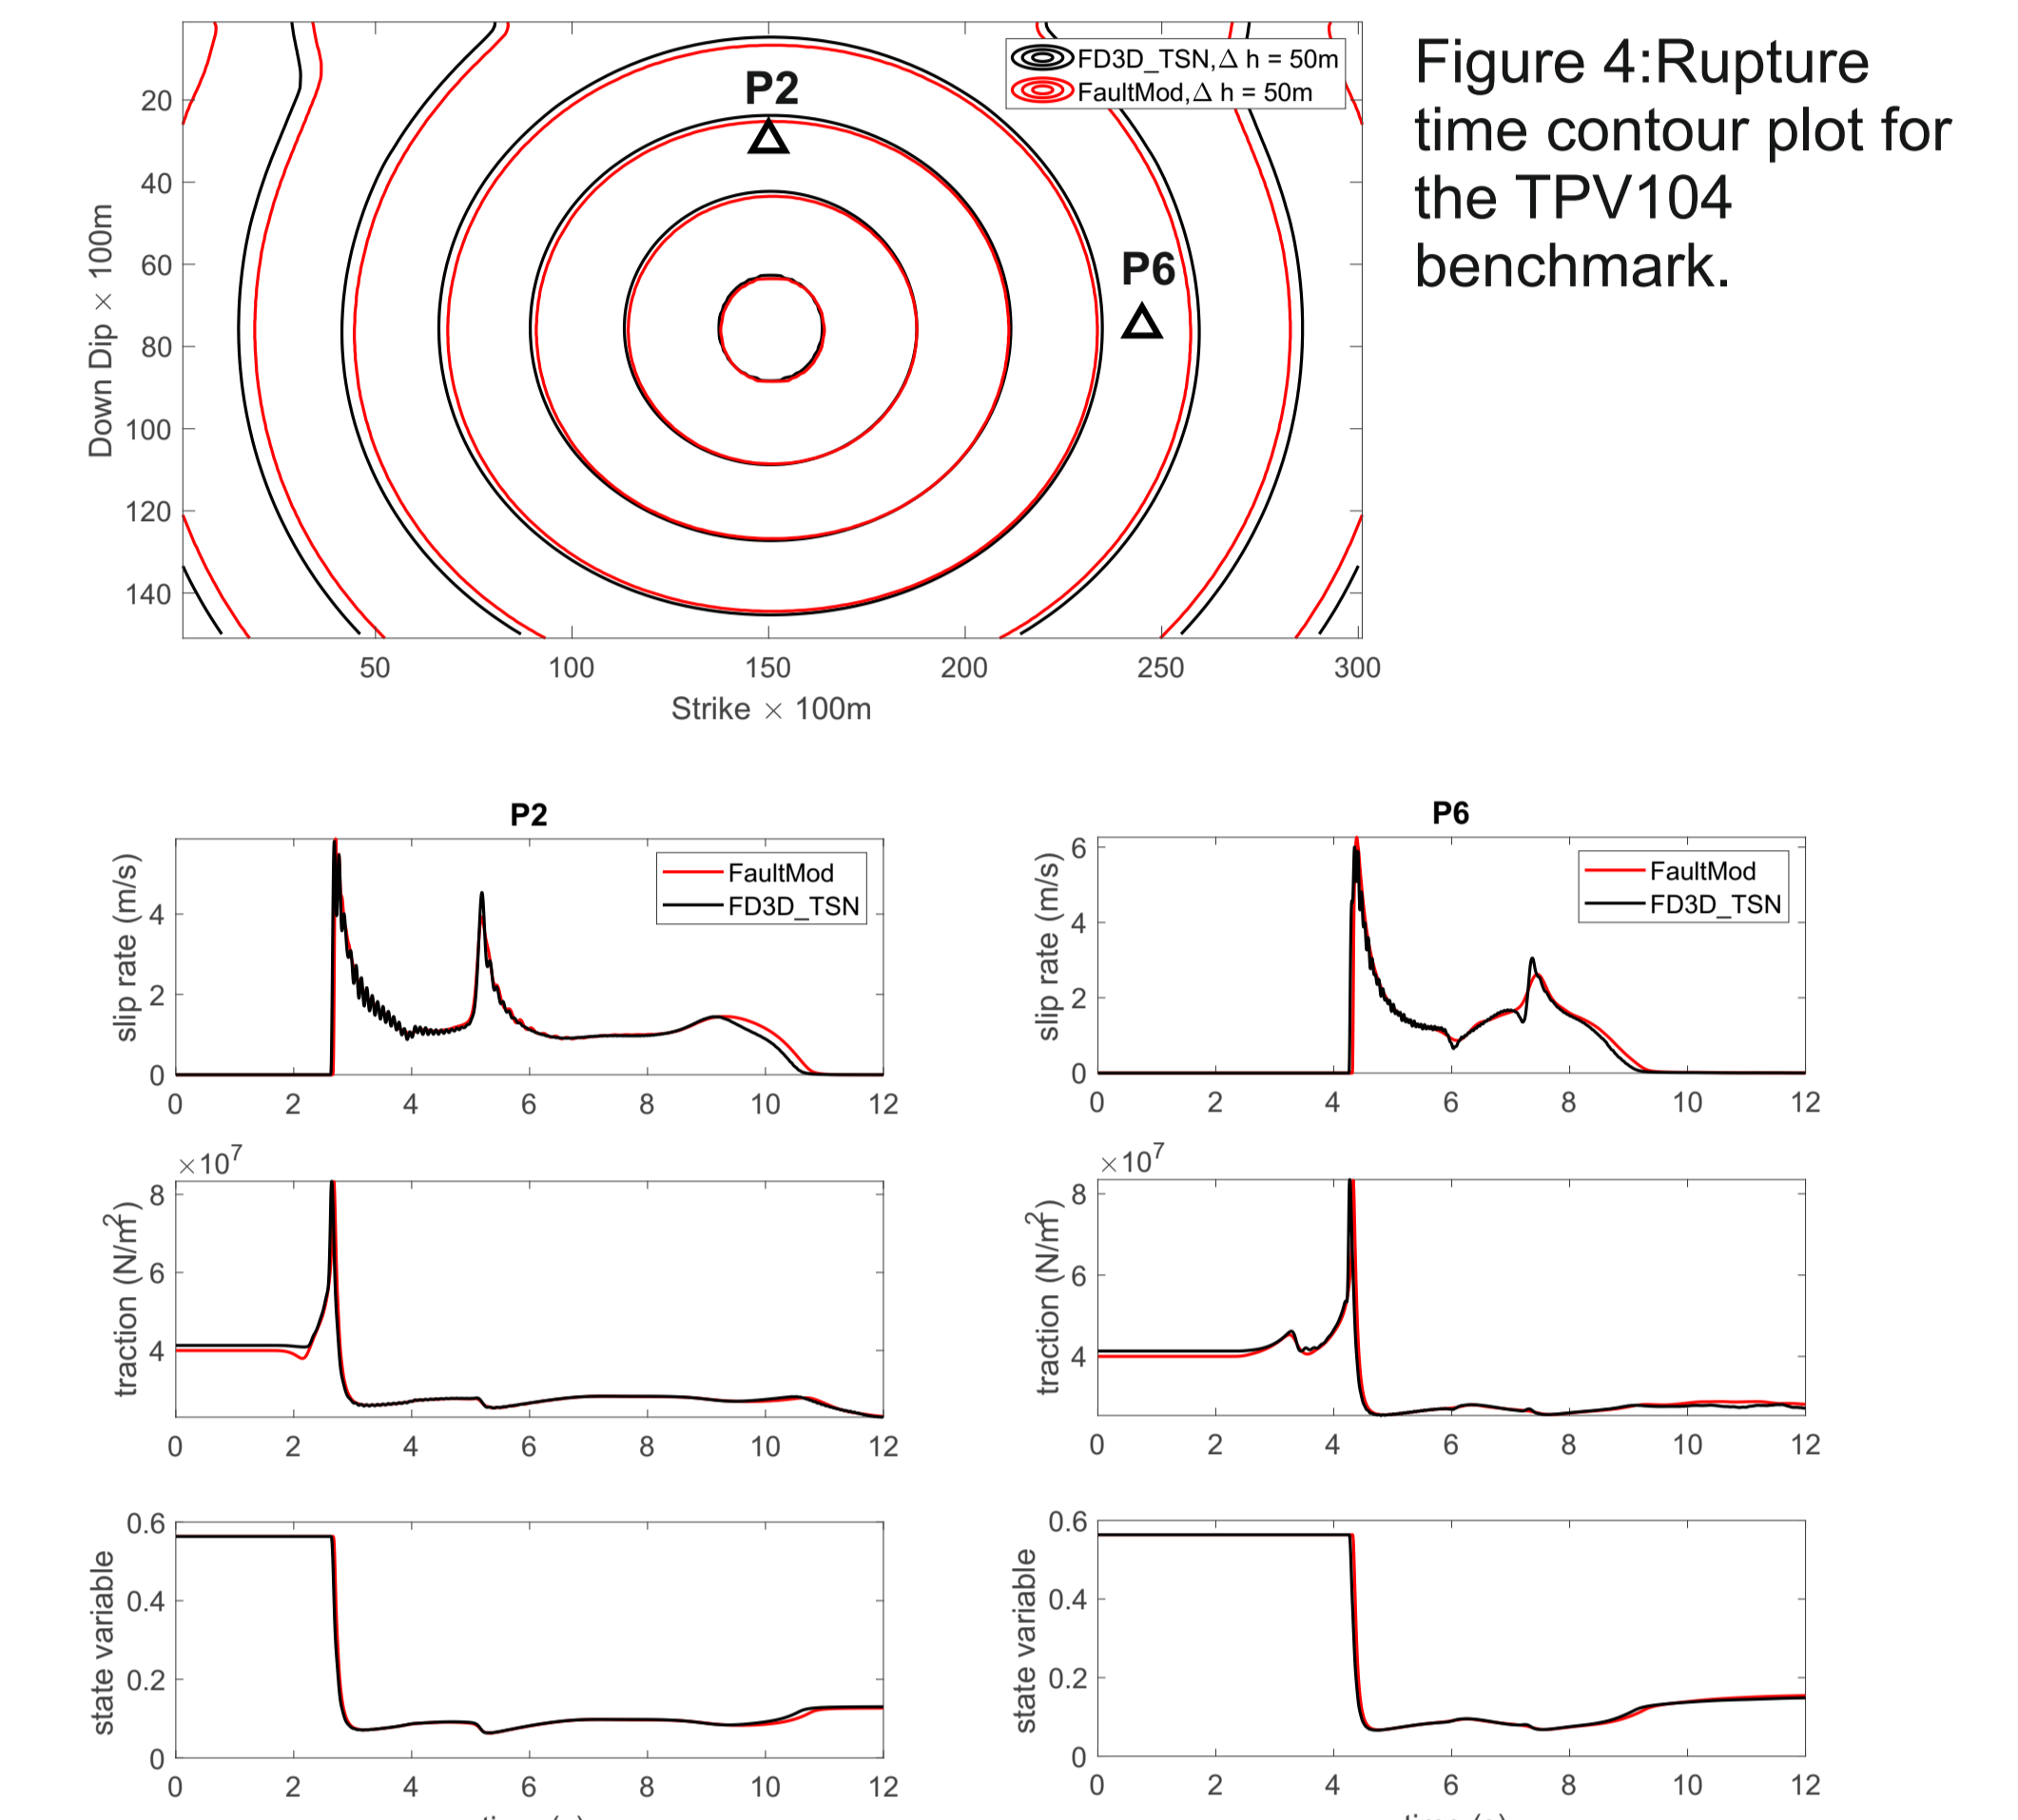 FD3D_TSN,Δ h = 50m
FaultMod,Δ h = 50m
P2
P6
20
40
60
80
100
120
140
Down Dip × 100m
50
100
150
200
250
300
Strike × 100m
Figure 4:Rupture
time contour plot for
the TPV104
benchmark.
P2
FaultMod
FD3D_TSN
slip rate (m/s)
4
2
0
0 2 4 6 8 10 12
P6
FaultMod
FD3D_TSN
slip rate (m/s)
6
4
2
0
0 2 4 6 8 10 12
×10⁷
traction (N/m²)
8
6
4
0 2 4 6 8 10 12
×10⁷
traction (N/m²)
8
6
4
0 2 4 6 8 10 12
state variable
0.6
0.4
0.2
0
0 2 4 6 8 10 12
state variable
0.6
0.4
0.2
0
0 2 4 6 8 10 12